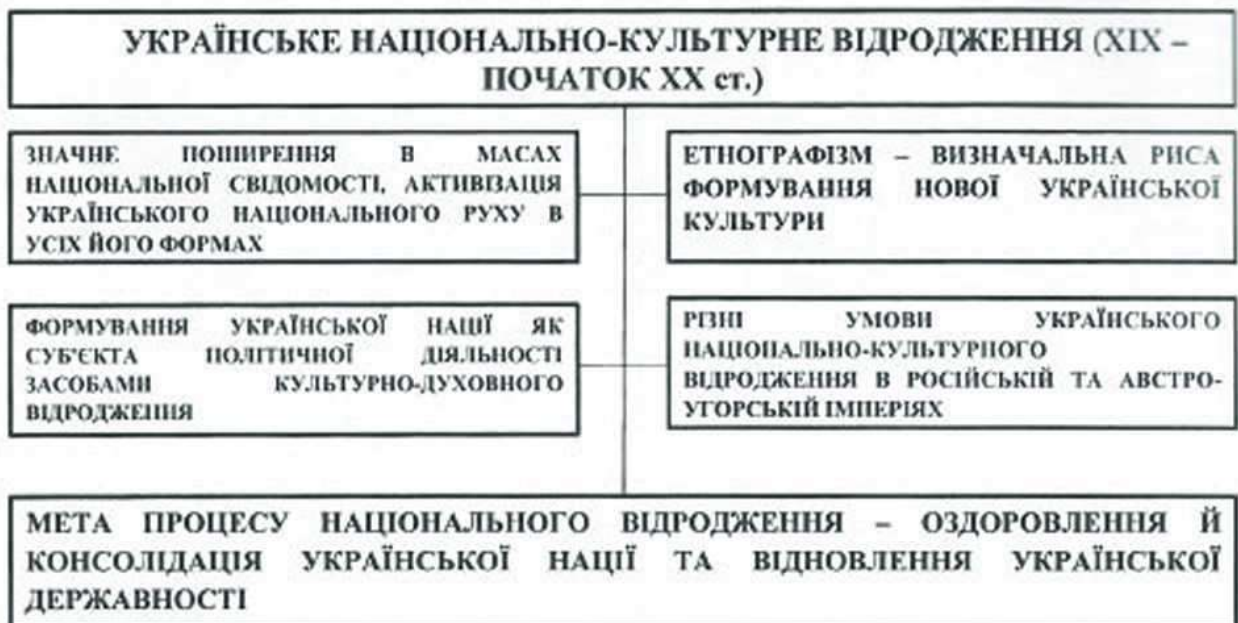 УКРАЇНСЬКЕ НАЦІОНАЛЬНО-КУЛЬТУРНЕ ВІДРОДЖЕННЯ (XIX –
ПОЧАТОК XX ст.)
ЗНАЧНЕ ПОШИРЕННЯ В МАСАХ
НАЦІОНАЛЬНОЇ СВІДОМОСТІ, АКТИВІЗАЦІЯ
УКРАЇНСЬКОГО НАЦІОНАЛЬНОГО РУХУ В
УСІХ ЙОГО ФОРМАХ
ЕТНОГРАФІЗМ – ВИЗНАЧАЛЬНА РИСА
ФОРМУВАННЯ НОВОЇ УКРАЇНСЬКОЇ
КУЛЬТУРИ
ФОРМУВАННЯ УКРАЇНСЬКОЇ НАЦІЇ ЯК
СУБ'ЄКТА ПОЛІТИЧНОЇ ДІЯЛЬНОСТІ
ЗАСОБАМИ КУЛЬТУРНО-ДУХОВНОГО
ВІДРОДЖЕННЯ
РІЗНІ УМОВИ УКРАЇНСЬКОГО
НАЦІОНАЛЬНО-КУЛЬТУРНОГО
ВІДРОДЖЕННЯ В РОСІЙСЬКІЙ ТА АВСТРО-
УГОРСЬКІЙ ІМПЕРІЯХ
МЕТА ПРОЦЕСУ НАЦІОНАЛЬНОГО ВІДРОДЖЕННЯ – ОЗДОРОВЛЕННЯ Й
КОНСОЛІДАЦІЯ УКРАЇНСЬКОЇ НАЦІЇ ТА ВІДНОВЛЕННЯ УКРАЇНСЬКОЇ
ДЕРЖАВНОСТІ